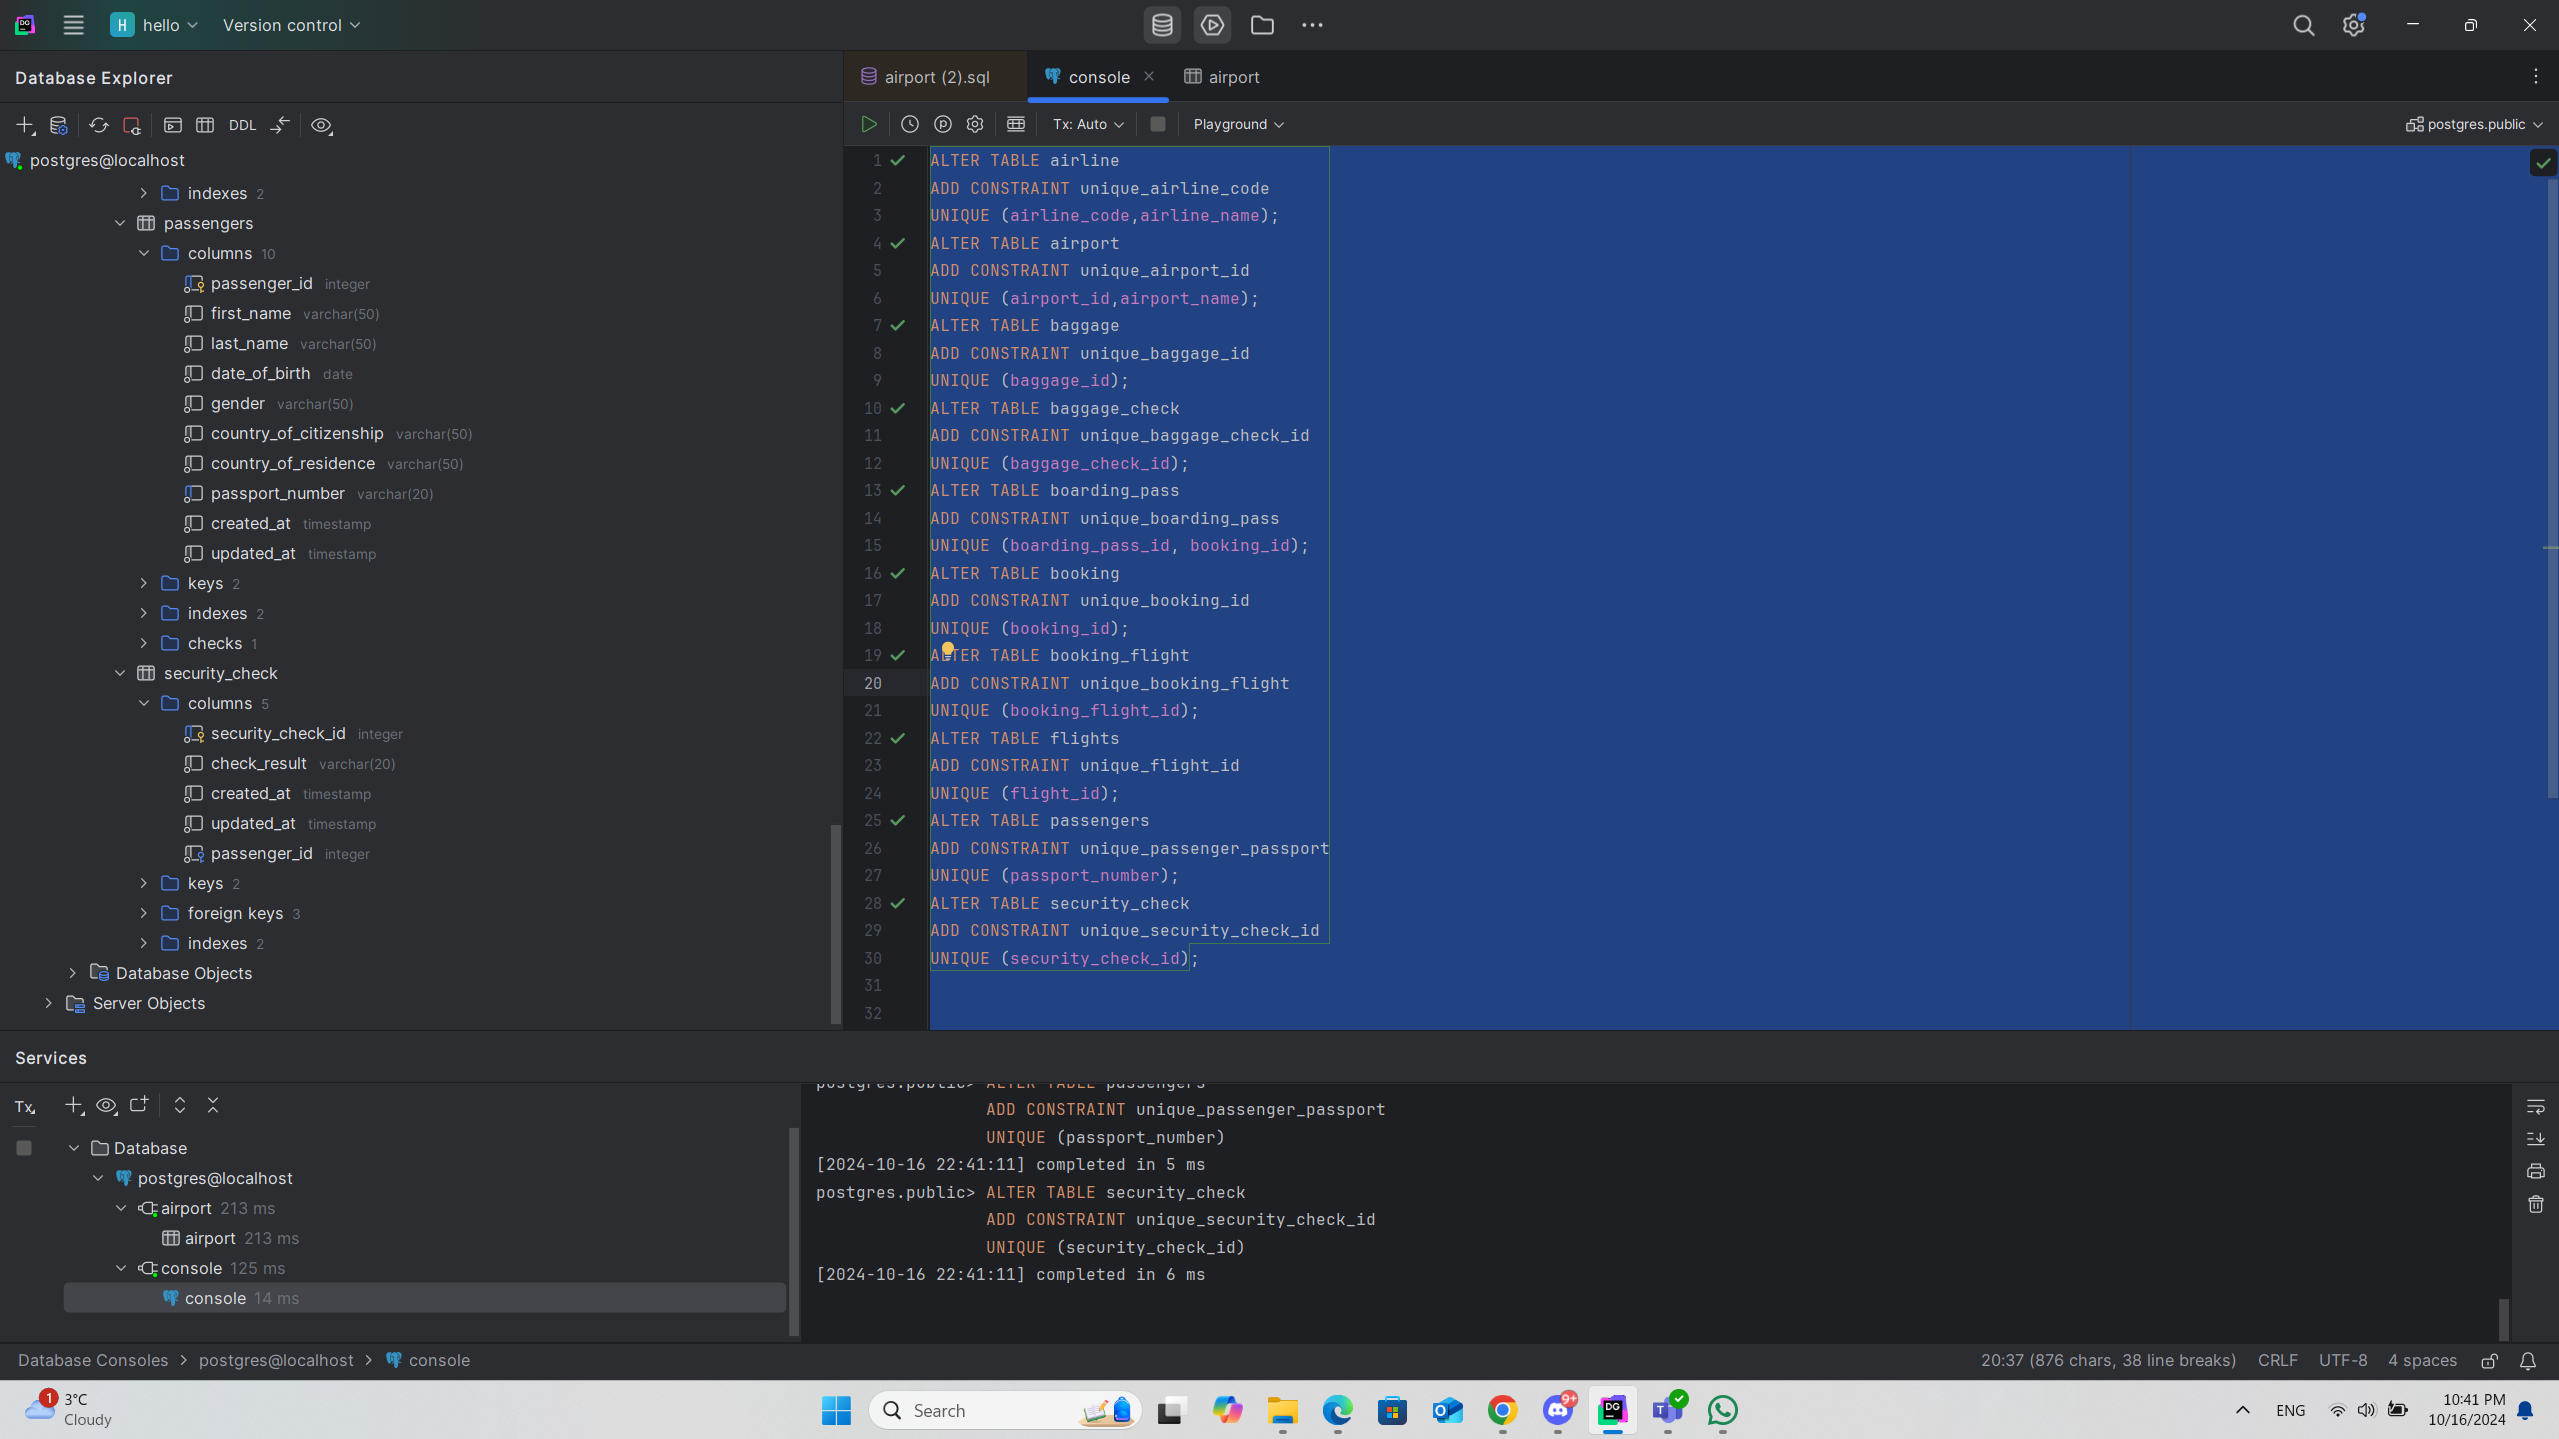 H hello
Version control
Database Explorer
DDL
postgres@localhost
indexes 2
passengers
columns 10
passenger_id integer
first_name varchar(50)
last_name varchar(50)
date_of_birth date
gender varchar(50)
country_of_citizenship varchar(50)
country_of_residence varchar(50)
passport_number varchar(20)
created_at timestamp
updated_at timestamp
keys 2
indexes 2
checks 1
security_check
columns 5
security_check_id integer
check_result varchar(20)
created_at timestamp
updated_at timestamp
passenger_id integer
keys 2
foreign keys 3
indexes 2
Database Objects
Server Objects
airport (2).sql console airport
Tx: Auto Playground postgres.public
1 ALTER TABLE airline
2 ADD CONSTRAINT unique_airline_code
3 UNIQUE (airline_code,airline_name);
4 ALTER TABLE airport
5 ADD CONSTRAINT unique_airport_id
6 UNIQUE (airport_id,airport_name);
7 ALTER TABLE baggage
8 ADD CONSTRAINT unique_baggage_id
9 UNIQUE (baggage_id);
10 ALTER TABLE baggage_check
11 ADD CONSTRAINT unique_baggage_check_id
12 UNIQUE (baggage_check_id);
13 ALTER TABLE boarding_pass
14 ADD CONSTRAINT unique_boarding_pass
15 UNIQUE (boarding_pass_id, booking_id);
16 ALTER TABLE booking
17 ADD CONSTRAINT unique_booking_id
18 UNIQUE (booking_id);
19 ALTER TABLE booking_flight
20 ADD CONSTRAINT unique_booking_flight
21 UNIQUE (booking_flight_id);
22 ALTER TABLE flights
23 ADD CONSTRAINT unique_flight_id
24 UNIQUE (flight_id);
25 ALTER TABLE passengers
26 ADD CONSTRAINT unique_passenger_passport
27 UNIQUE (passport_number);
28 ALTER TABLE security_check
29 ADD CONSTRAINT unique_security_check_id
30 UNIQUE (security_check_id);
31
32
Services
Tx
Database
postgres@localhost
airport 213 ms
airport 213 ms
console 125 ms
console 14 ms
postgres.public> ALTER TABLE passengers
ADD CONSTRAINT unique_passenger_passport
UNIQUE (passport_number)
[2024-10-16 22:41:11] completed in 5 ms
postgres.public> ALTER TABLE security_check
ADD CONSTRAINT unique_security_check_id
UNIQUE (security_check_id)
[2024-10-16 22:41:11] completed in 6 ms
Database Consoles > postgres@localhost > console
20:37 (876 chars, 38 line breaks) CRLF UTF-8 4 spaces
1
3°C
Cloudy
Search
9+
DG
ENG
10:41 PM
10/16/2024